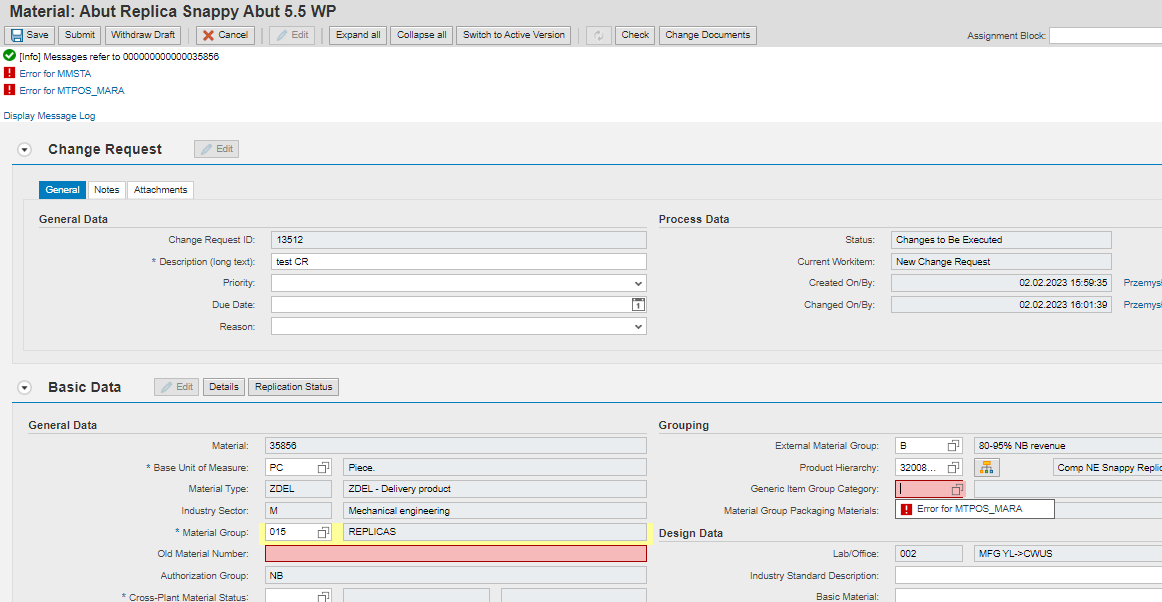 Material: Abut Replica Snappy Abut 5.5 WP
Save Submit Withdraw Draft Cancel Edit Expand all Collapse all Switch to Active Version Check Change Documents Assignment Block:
[Info] Messages refer to 000000000000035856
Error for MMSTA
Error for MTPOS_MARA
Display Message Log
Change Request Edit
General Notes Attachments
General Data
Change Request ID: 13512
* Description (long text): test CR
Priority:
Due Date: 1
Reason:
Process Data
Status: Changes to Be Executed
Current Workitem: New Change Request
Created On/By: 02.02.2023 15:59:35 Przemysł
Changed On/By: 02.02.2023 16:01:39 Przemysł
Basic Data Edit Details Replication Status
General Data
Material: 35856
* Base Unit of Measure: PC Piece.
Material Type: ZDEL ZDEL - Delivery product
Industry Sector: M Mechanical engineering
* Material Group: 015 REPLICAS
Old Material Number:
Authorization Group: NB
* Cross-Plant Material Status:
Grouping
External Material Group: B 80-95% NB revenue
Product Hierarchy: 32008... Comp NE Snappy Replic
Generic Item Group Category:
Material Group Packaging Materials: Error for MTPOS_MARA
Design Data
Lab/Office: 002 MFG YL->CWUS
Industry Standard Description:
Basic Material: